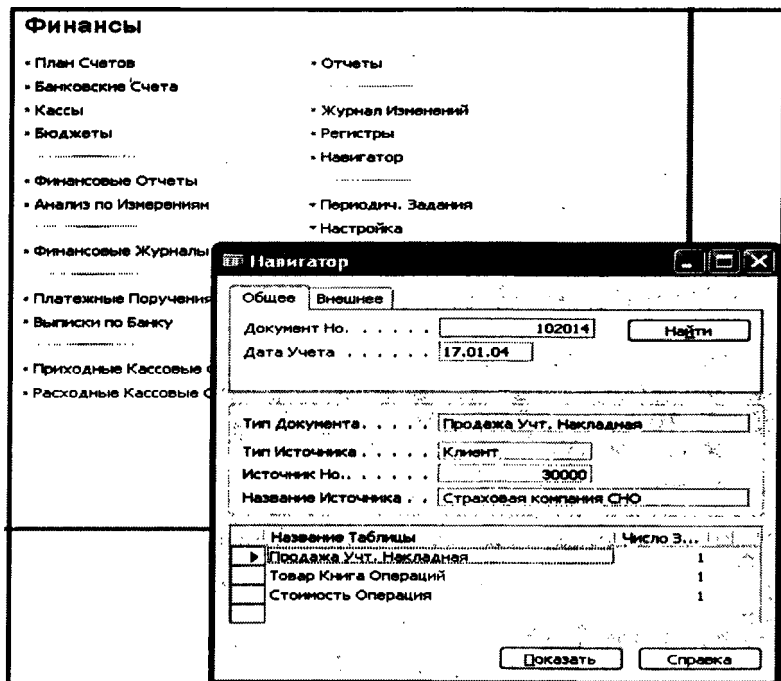 Финансы
План Счетов
Банковские Счета
Кассы
Бюджеты
Финансовые Отчеты
Анализ по Измерениям
Финансовые Журналы
Платежные Поручения
Выписки по Банку
Приходные Кассовые
Расходные Кассовые
Отчеты
Журнал Изменений
Регистры
Навигатор
Периодич. Задания
Настройка
Навигатор
Общее Внешнее
Документ Но. . . . . . 102014 Найти
Дата Учета . . . . . . 17.01.04
Тип Документа. . . . . Продажа Учт. Накладная
Тип Источника . . . . . Клиент
Источник Но.. . . . . . 30000
Название Источника . . Страховая компания СНО
Название Таблицы Число З...
Продажа Учт. Накладная 1
Товар Книга Операций 1
Стоимость Операция 1
Показать Справка